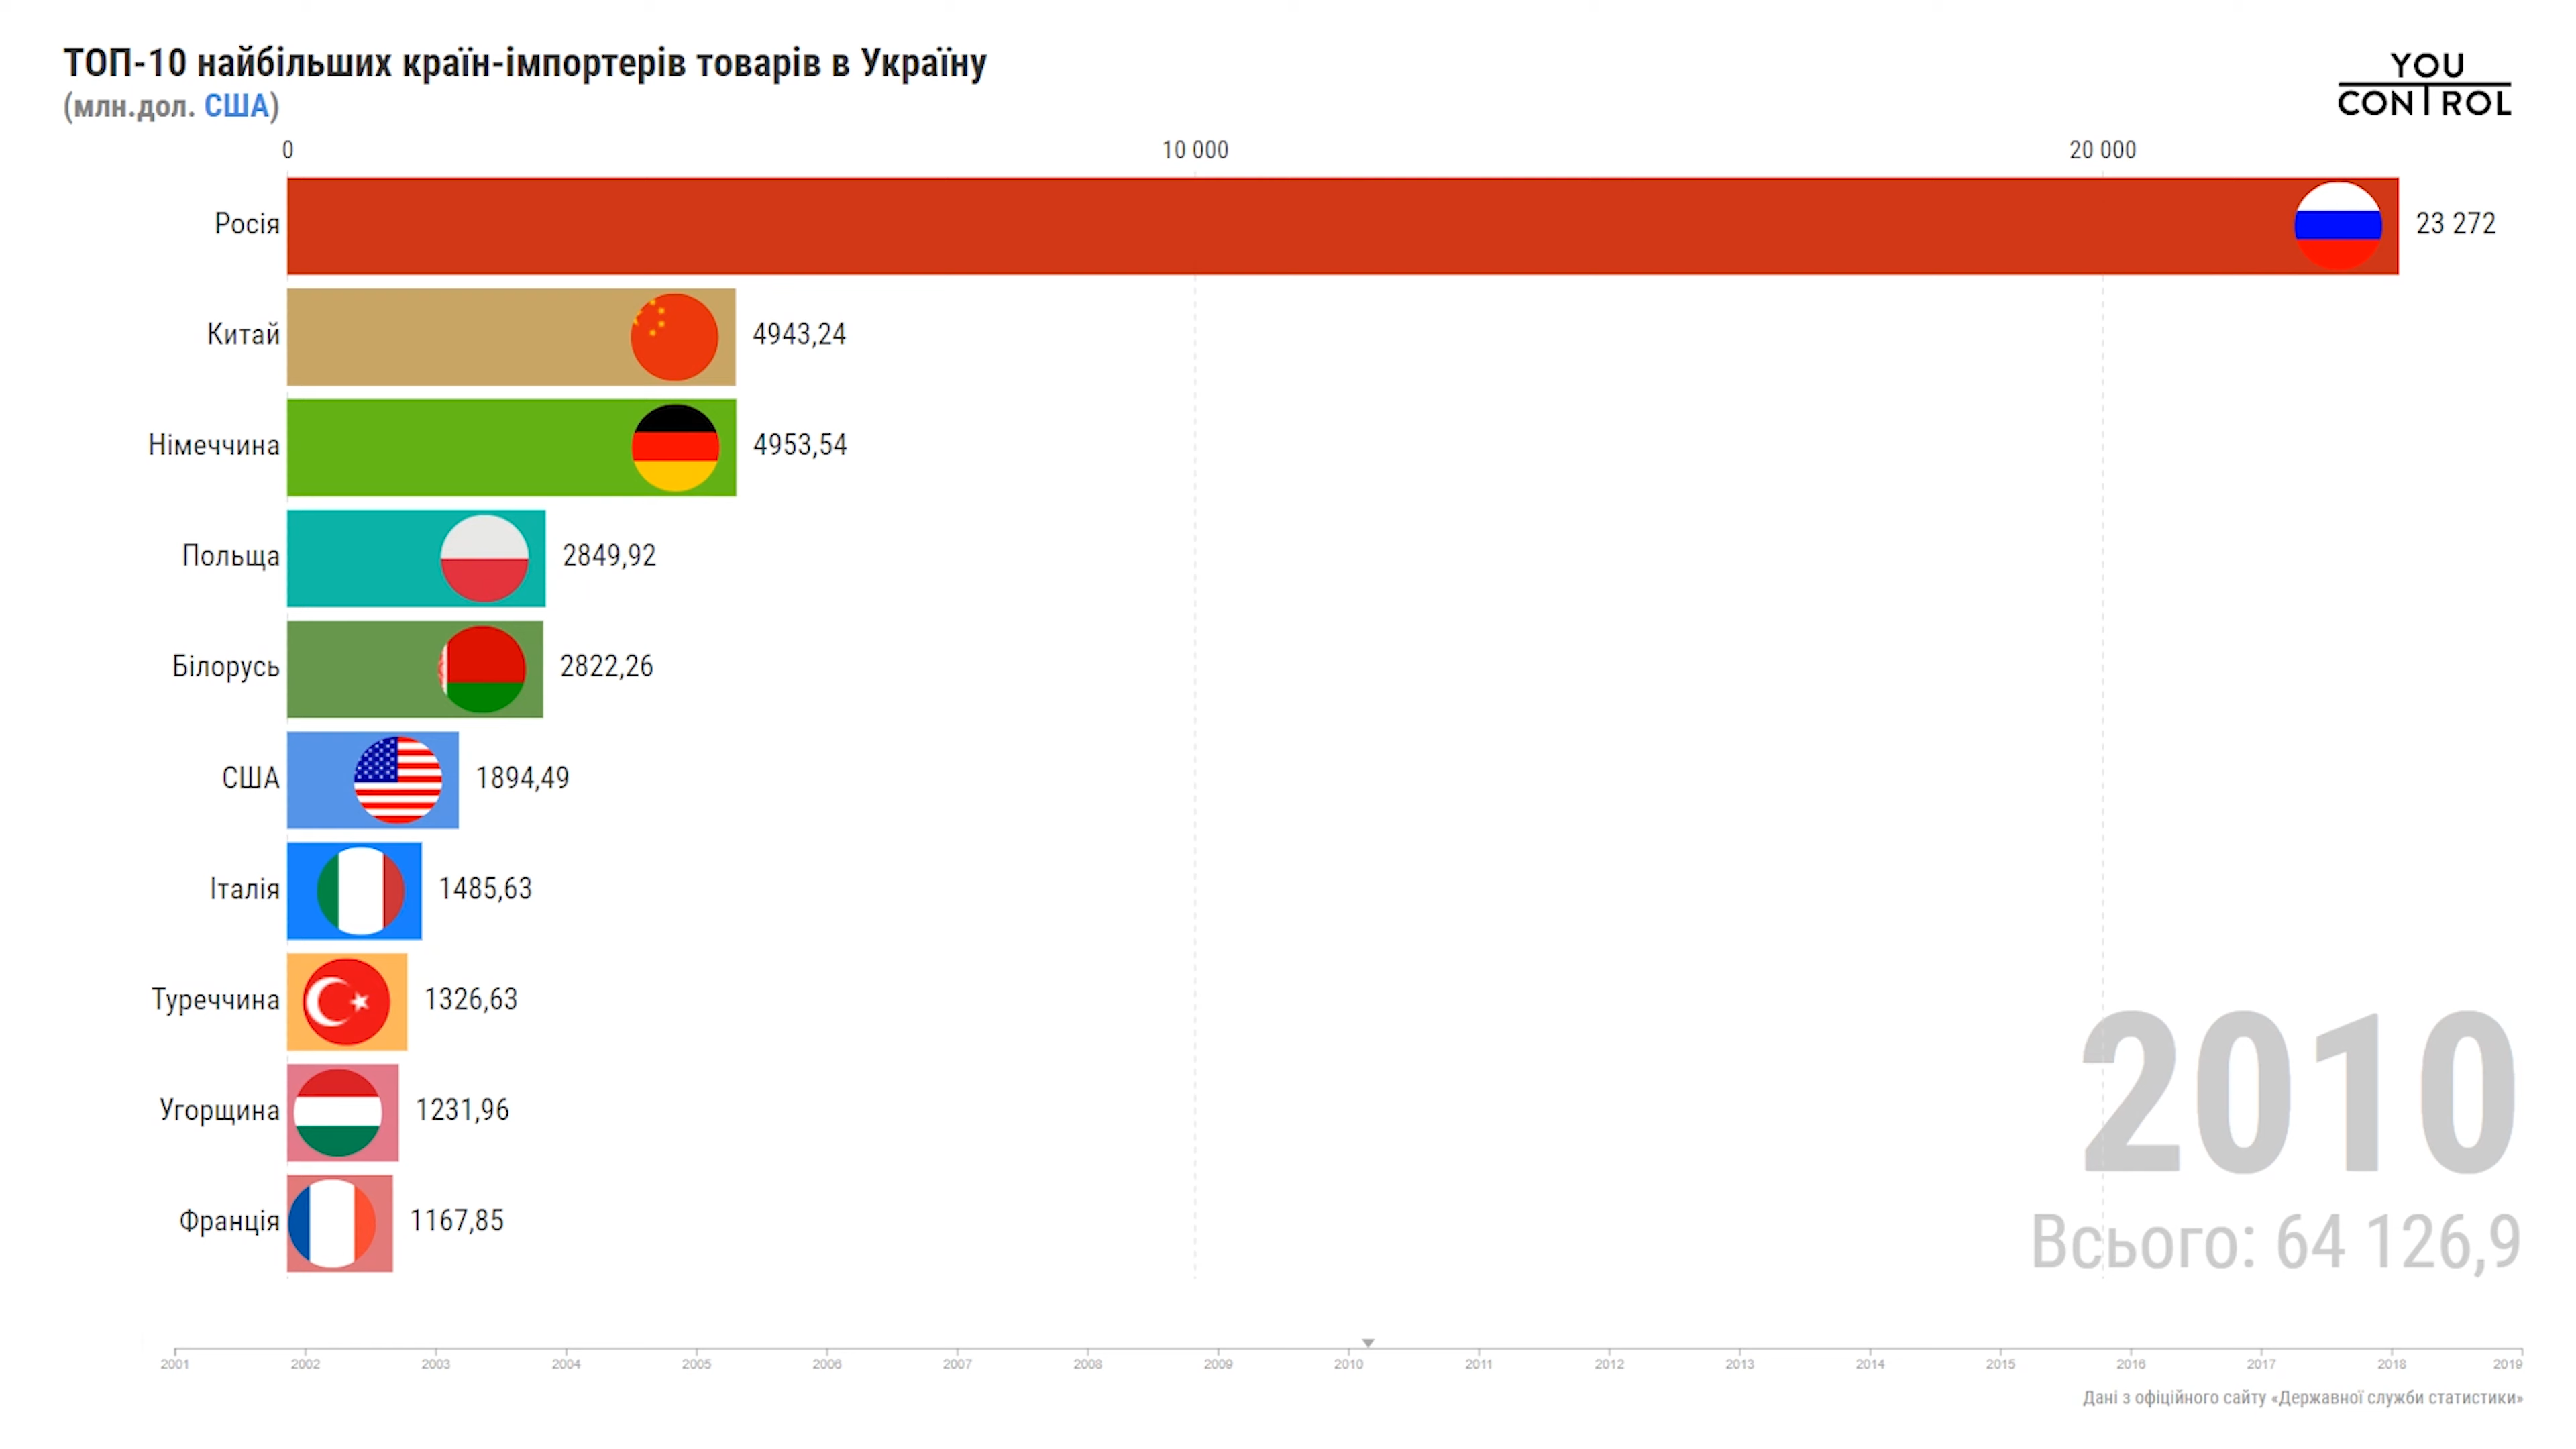 ТОП-10 найбільших країн-імпортерів товарів в Україну
(млн.дол. США)
YOU
CONTROL
0 10 000 20 000
Росія 23 272
Китай 4943,24
Німеччина 4953,54
Польща 2849,92
Білорусь 2822,26
США 1894,49
Італія 1485,63
Туреччина 1326,63
Угорщина 1231,96
Франція 1167,85
2010
Всього: 64 126,9
2001 2002 2003 2004 2005 2006 2007 2008 2009 2010 2011 2012 2013 2014 2015 2016 2017 2018 2019
Дані з офіційного сайту «Державної служби статистики»